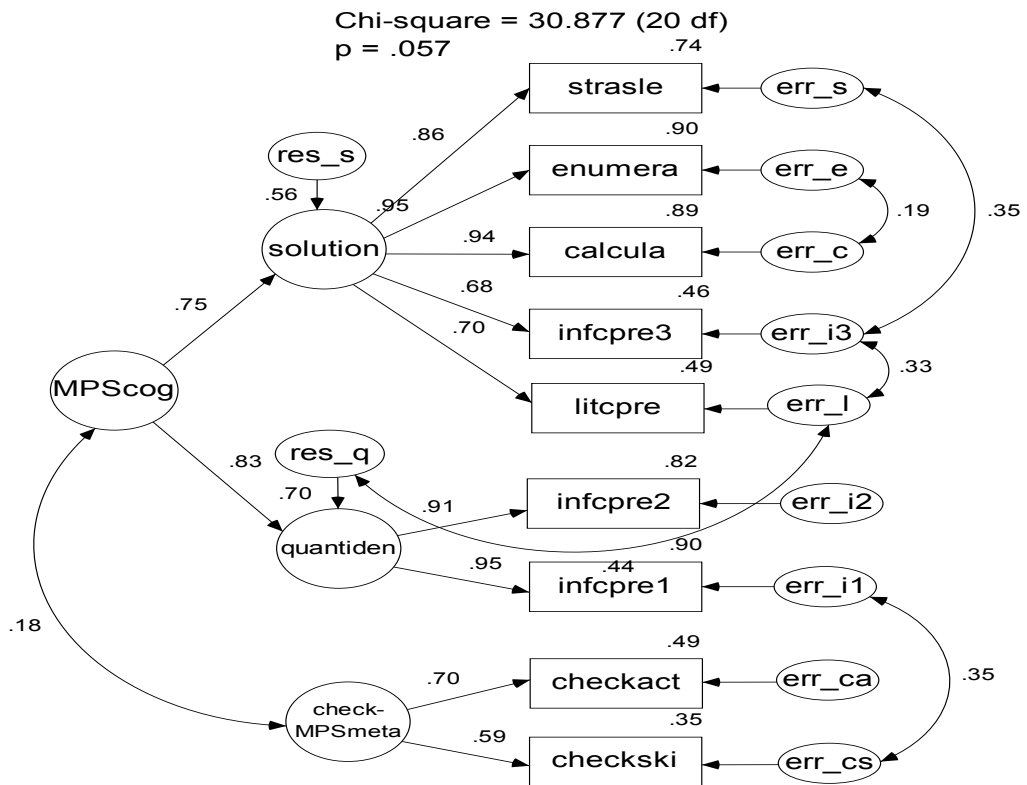 Chi-square = 30.877 (20 df)
p = .057
.74
strasle
err_s
.86
.90
res_s
enumera
err_e
.56
.95
.89
.19
.35
solution
.94
calcula
err_c
.68
.46
.75
.70
infcpre3
err_i3
.49
.33
MPScog
litcpre
err_l
.83
res_q
.82
.70
.91
infcpre2
err_i2
quantiden
.90
.95
.44
infcpre1
err_i1
.18
.49
.70
checkact
err_ca
.35
check-
MPSmeta
.35
.59
checkski
err_cs